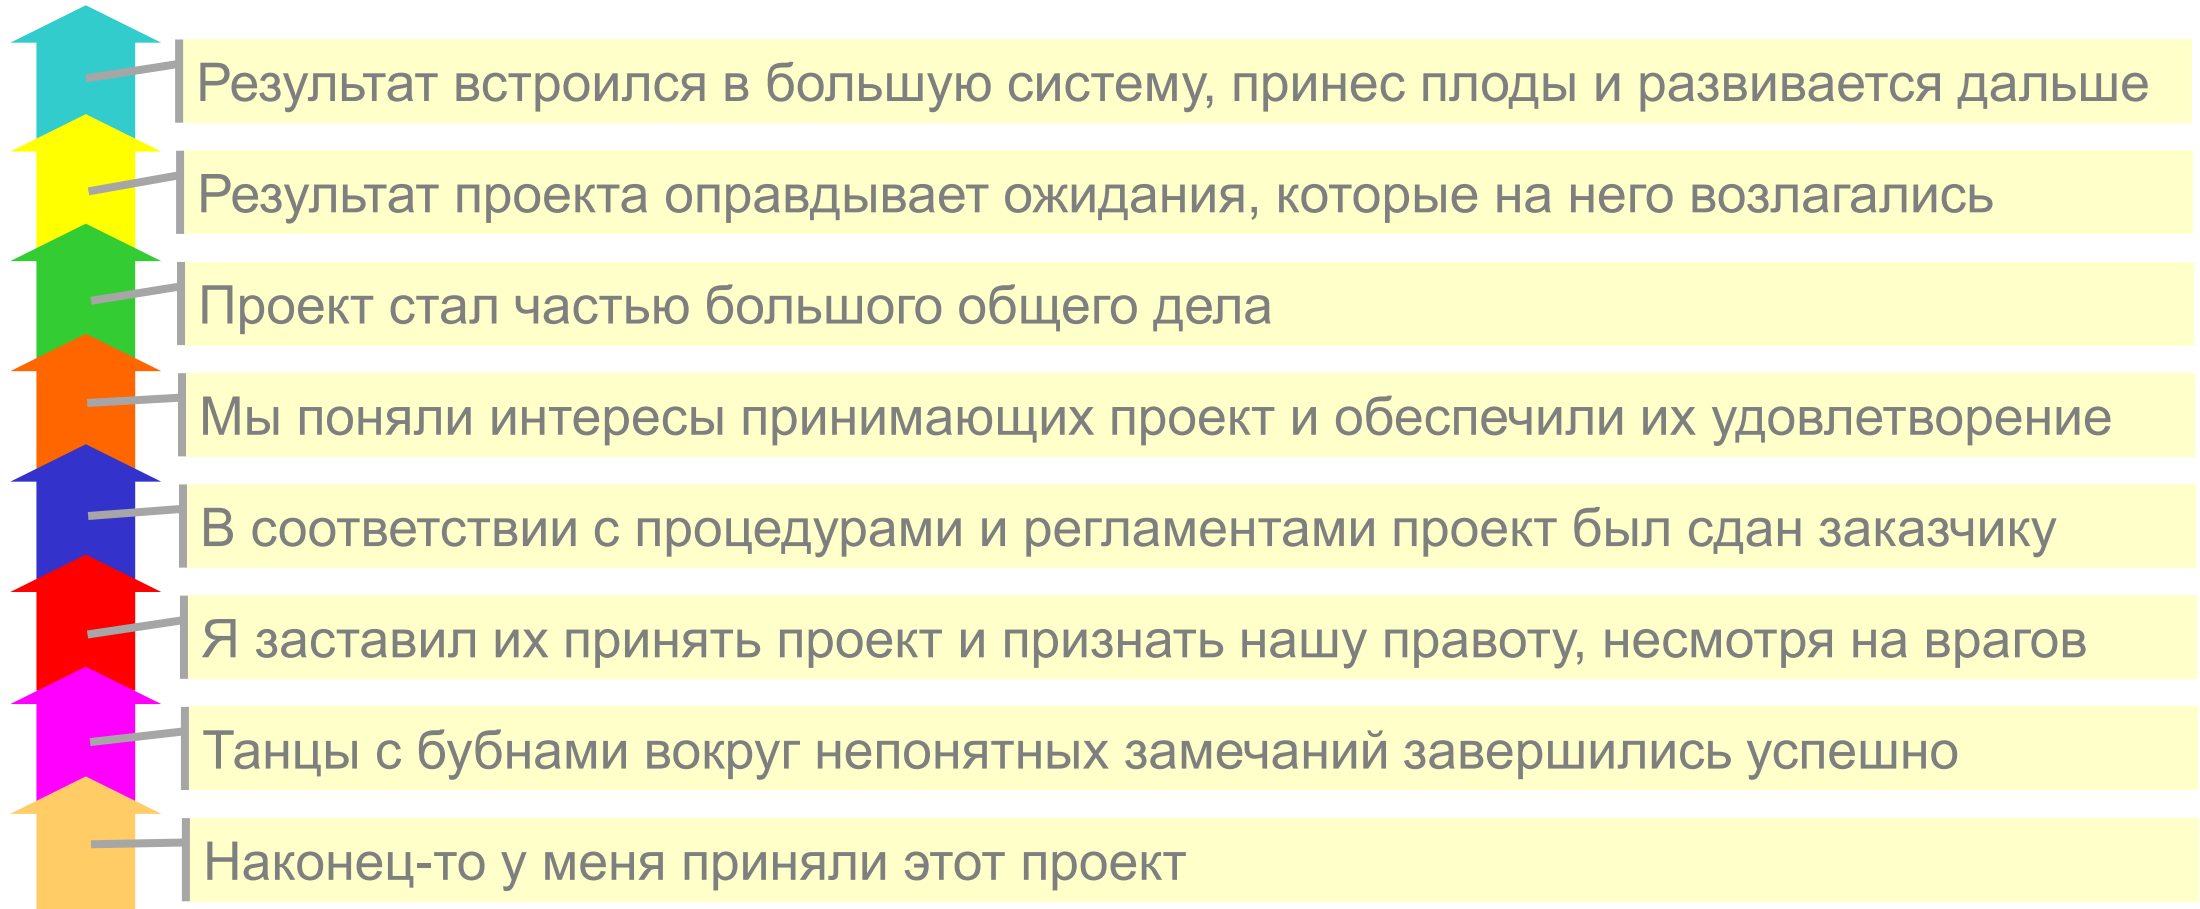 Результат встроился в большую систему, принес плоды и развивается дальше
Результат проекта оправдывает ожидания, которые на него возлагались
Проект стал частью большого общего дела
Мы поняли интересы принимающих проект и обеспечили их удовлетворение
В соответствии с процедурами и регламентами проект был сдан заказчику
Я заставил их принять проект и признать нашу правоту, несмотря на врагов
Танцы с бубнами вокруг непонятных замечаний завершились успешно
Наконец-то у меня приняли этот проект